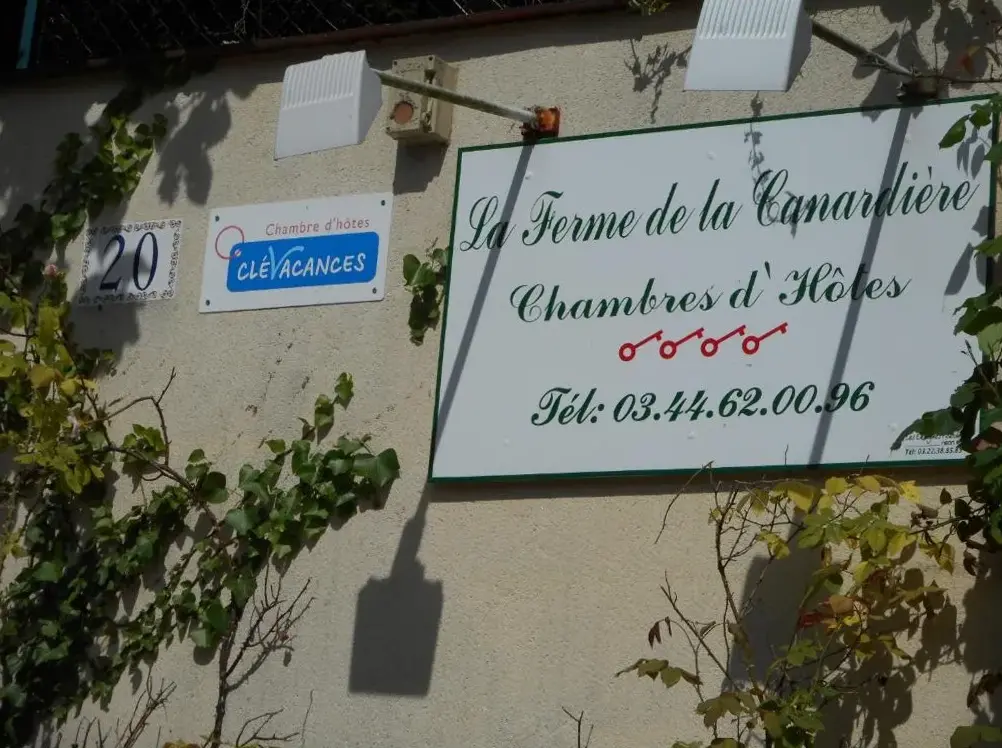 20
Chambre d'hôtes
CLÉVACANCES
La Ferme de la Canardière
Chambres d'Hôtes
Tél: 03.44.62.00.96